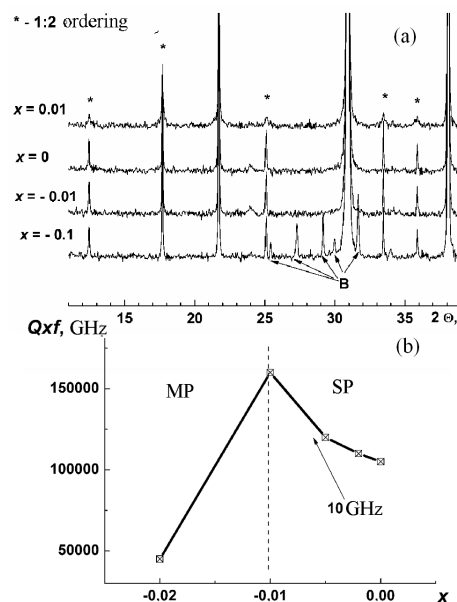 * - 1:2 ordering
(a)
* * * * *
x = 0.01
x = 0
x = - 0.01
x = - 0.1
B
15 20 25 30 35 2 Θ,
Qxf, GHz
(b)
150000
MP SP
100000
10 GHz
50000
-0.02 -0.01 0.00 x